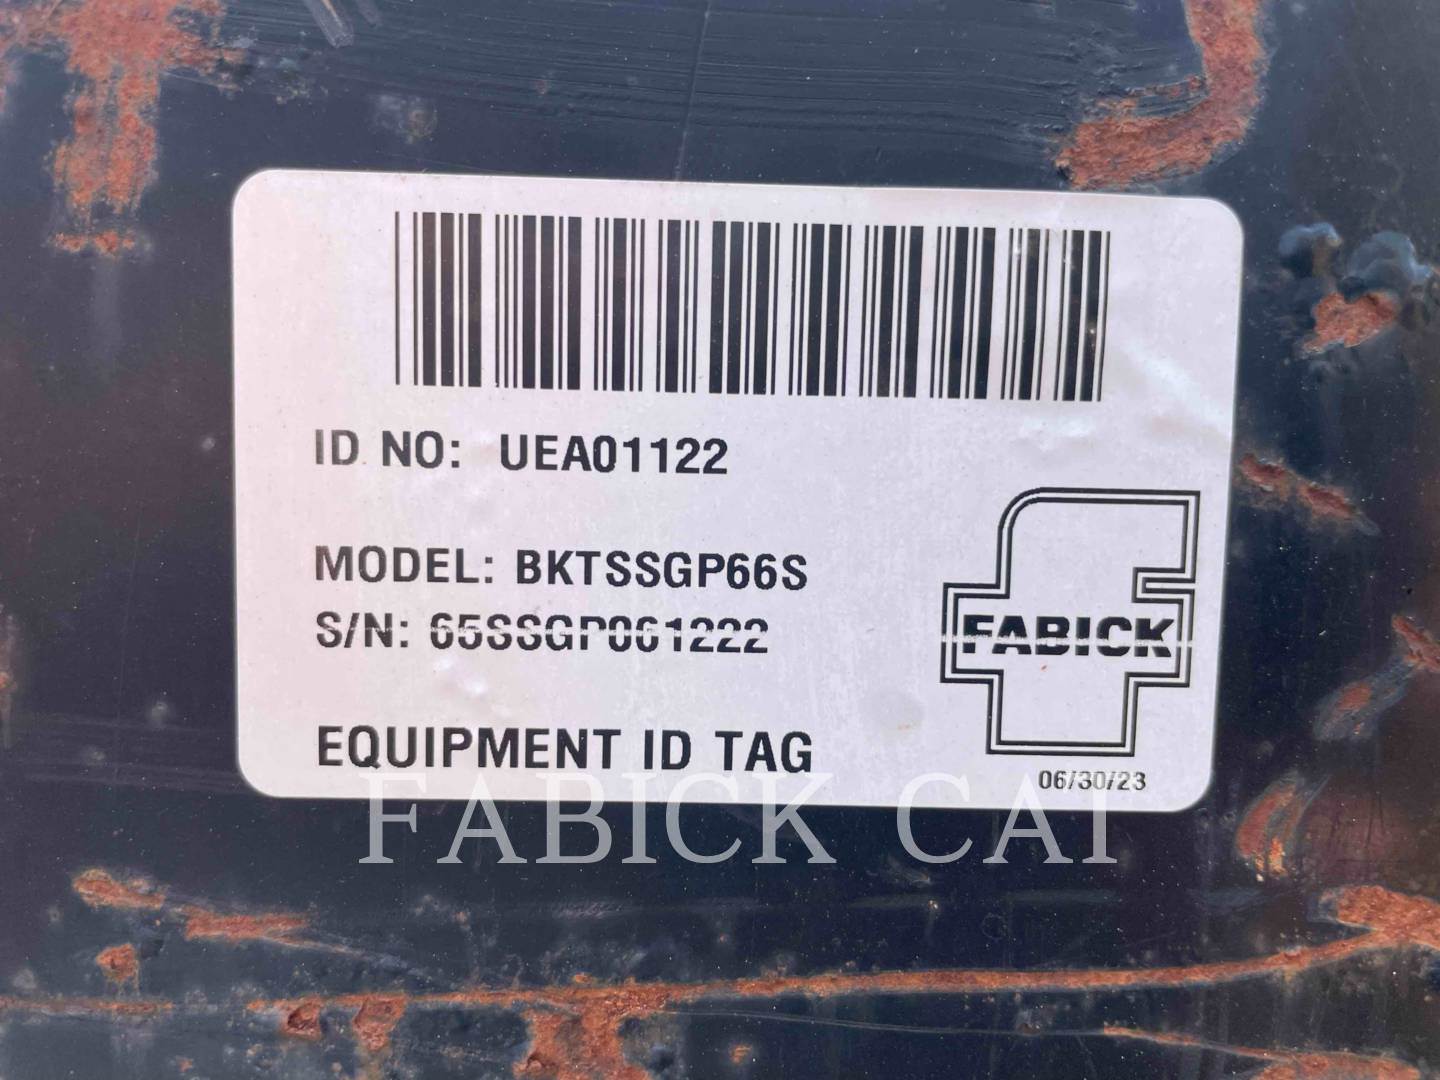 ID NO: UEA01122
MODEL: BKTSSGP66S
S/N: 65SSGP061222
FABICK
EQUIPMENT ID TAG
06/30/23
FABICK CAT